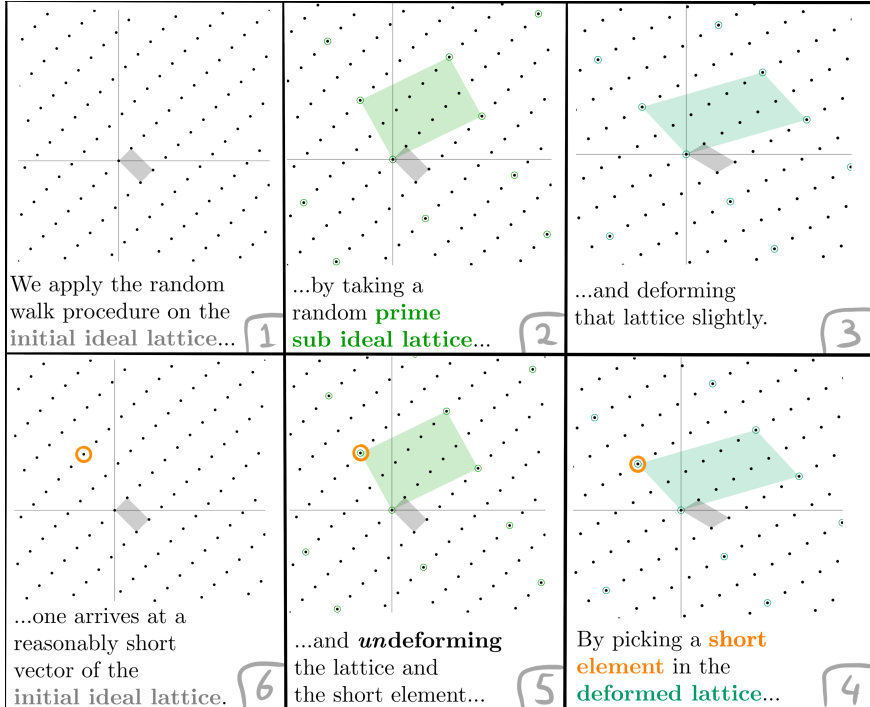 We apply the random
walk procedure on the
initial ideal lattice...
1
...by taking a
random prime
sub ideal lattice...
2
...and deforming
that lattice slightly.
3
...one arrives at a
reasonably short
vector of the
initial ideal lattice.
6
...and undeforming
the lattice and
the short element...
5
By picking a short
element in the
deformed lattice...
4